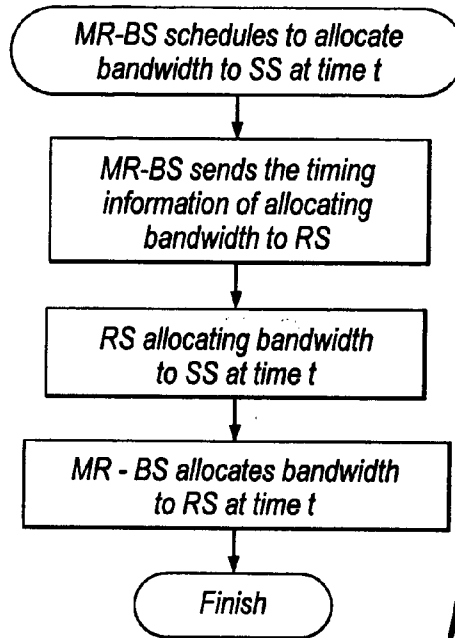 MR-BS schedules to allocate
bandwidth to SS at time t
MR-BS sends the timing
information of allocating
bandwidth to RS
RS allocating bandwidth
to SS at time t
MR - BS allocates bandwidth
to RS at time t
Finish